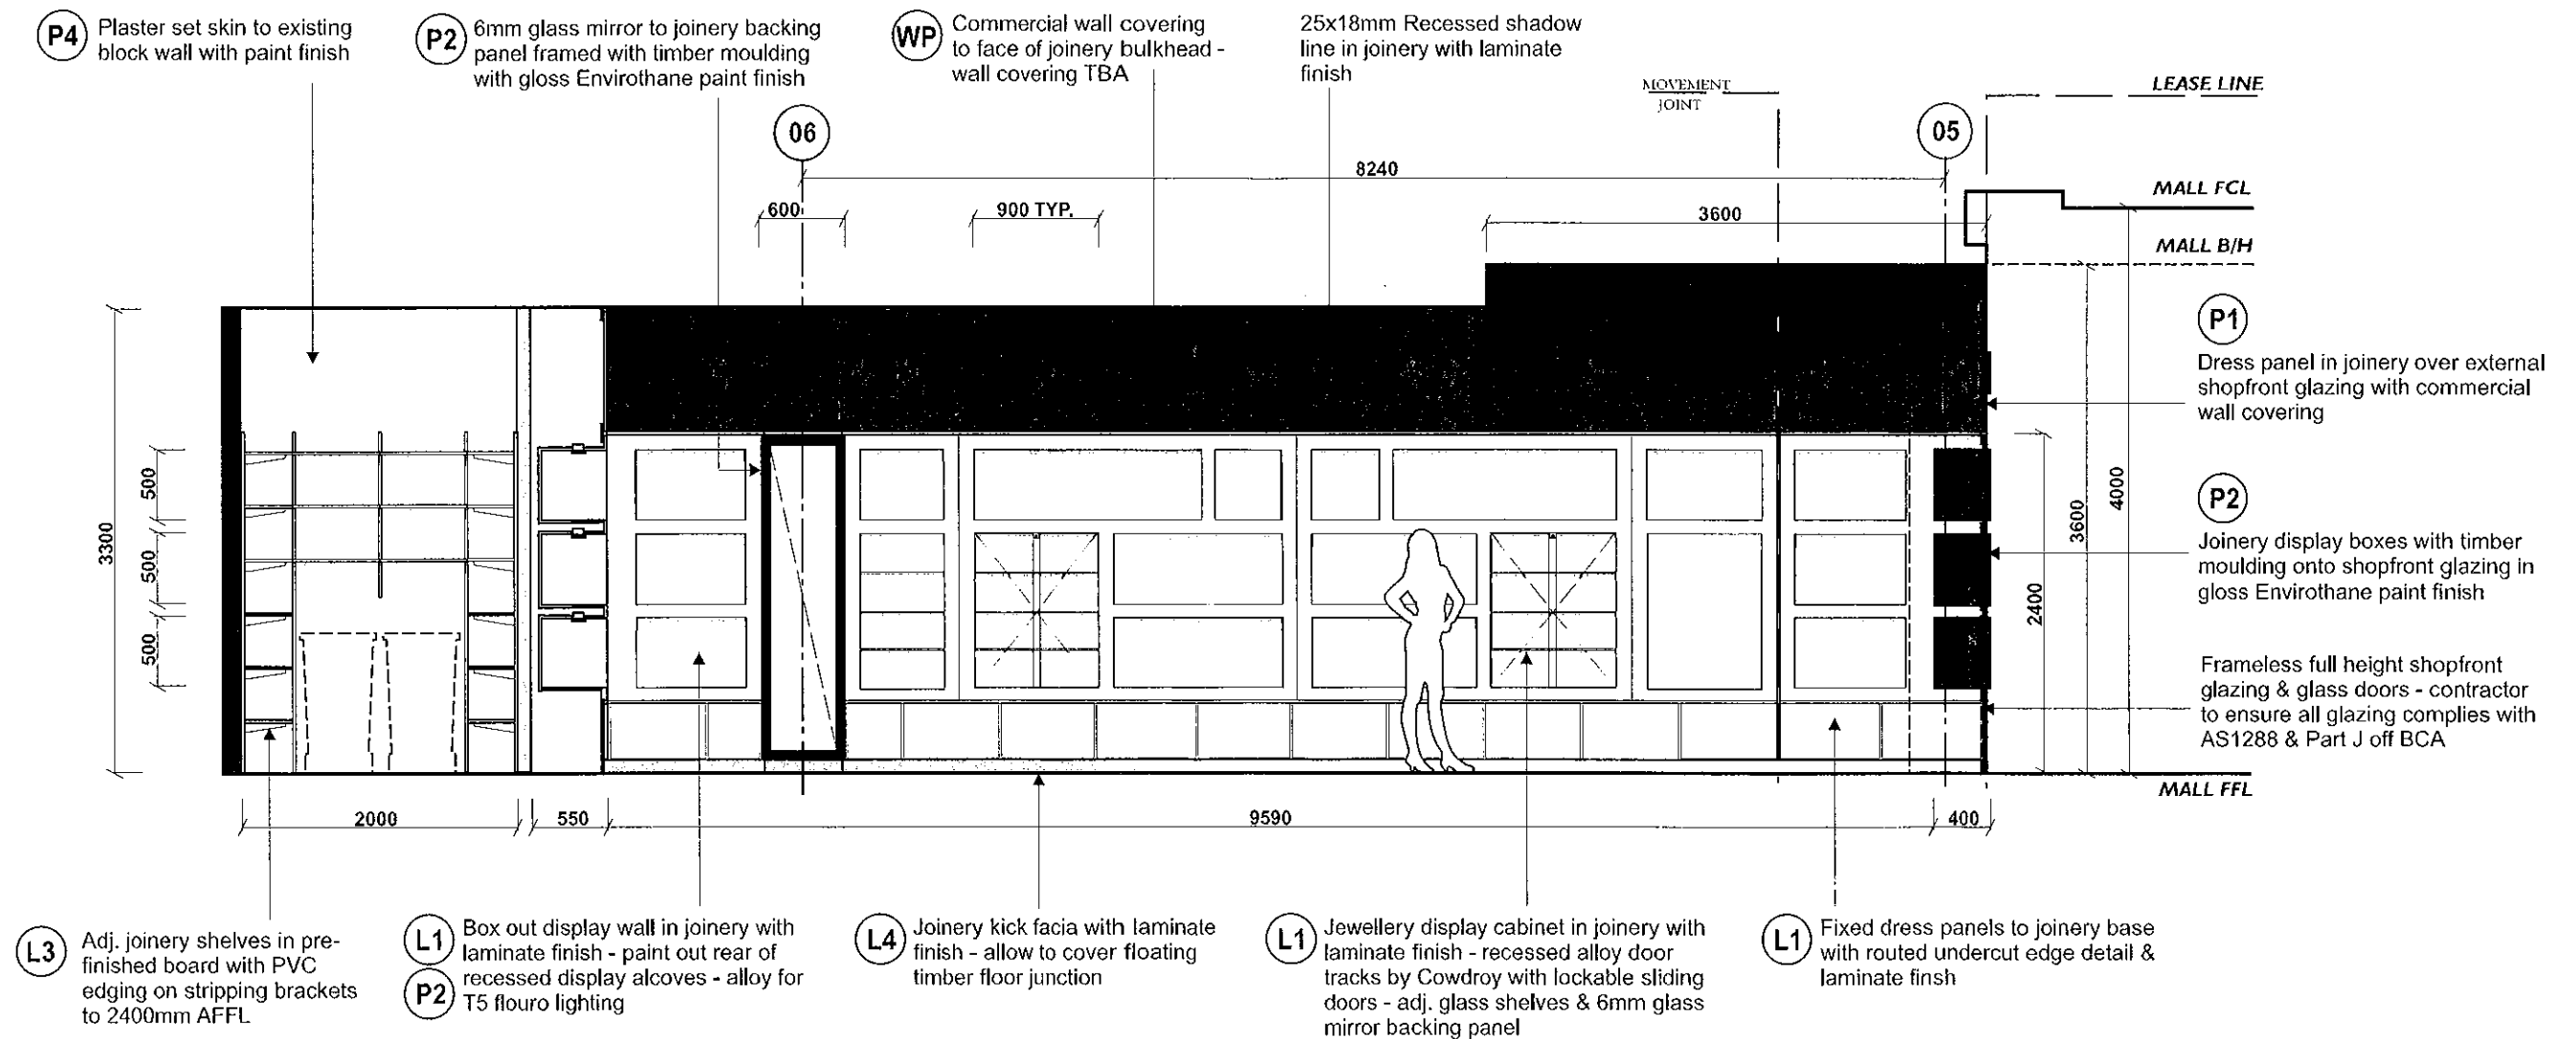 P4
Plaster set skin to existing
block wall with paint finish
P2
6mm glass mirror to joinery backing
panel framed with timber moulding
with gloss Envirothane paint finish
WP
Commercial wall covering
to face of joinery bulkhead -
wall covering TBA
25x18mm Recessed shadow
line in joinery with laminate
finish
MOVEMENT
JOINT
LEASE LINE
06
05
8240
600
900 TYP.
3600
MALL FCL
MALL B/H
P1
Dress panel in joinery over external
shopfront glazing with commercial
wall covering
P2
Joinery display boxes with timber
moulding onto shopfront glazing in
gloss Envirothane paint finish
Frameless full height shopfront
glazing & glass doors - contractor
to ensure all glazing complies with
AS1288 & Part J off BCA
3300
500
500
500
2400
3600
4000
MALL FFL
2000
550
9590
400
L3
Adj. joinery shelves in pre-
finished board with PVC
edging on stripping brackets
to 2400mm AFFL
L1
P2
Box out display wall in joinery with
laminate finish - paint out rear of
recessed display alcoves - alloy for
T5 flouro lighting
L4
Joinery kick facia with laminate
finish - allow to cover floating
timber floor junction
L1
Jewellery display cabinet in joinery with
laminate finish - recessed alloy door
tracks by Cowdroy with lockable sliding
doors - adj. glass shelves & 6mm glass
mirror backing panel
L1
Fixed dress panels to joinery base
with routed undercut edge detail &
laminate finsh